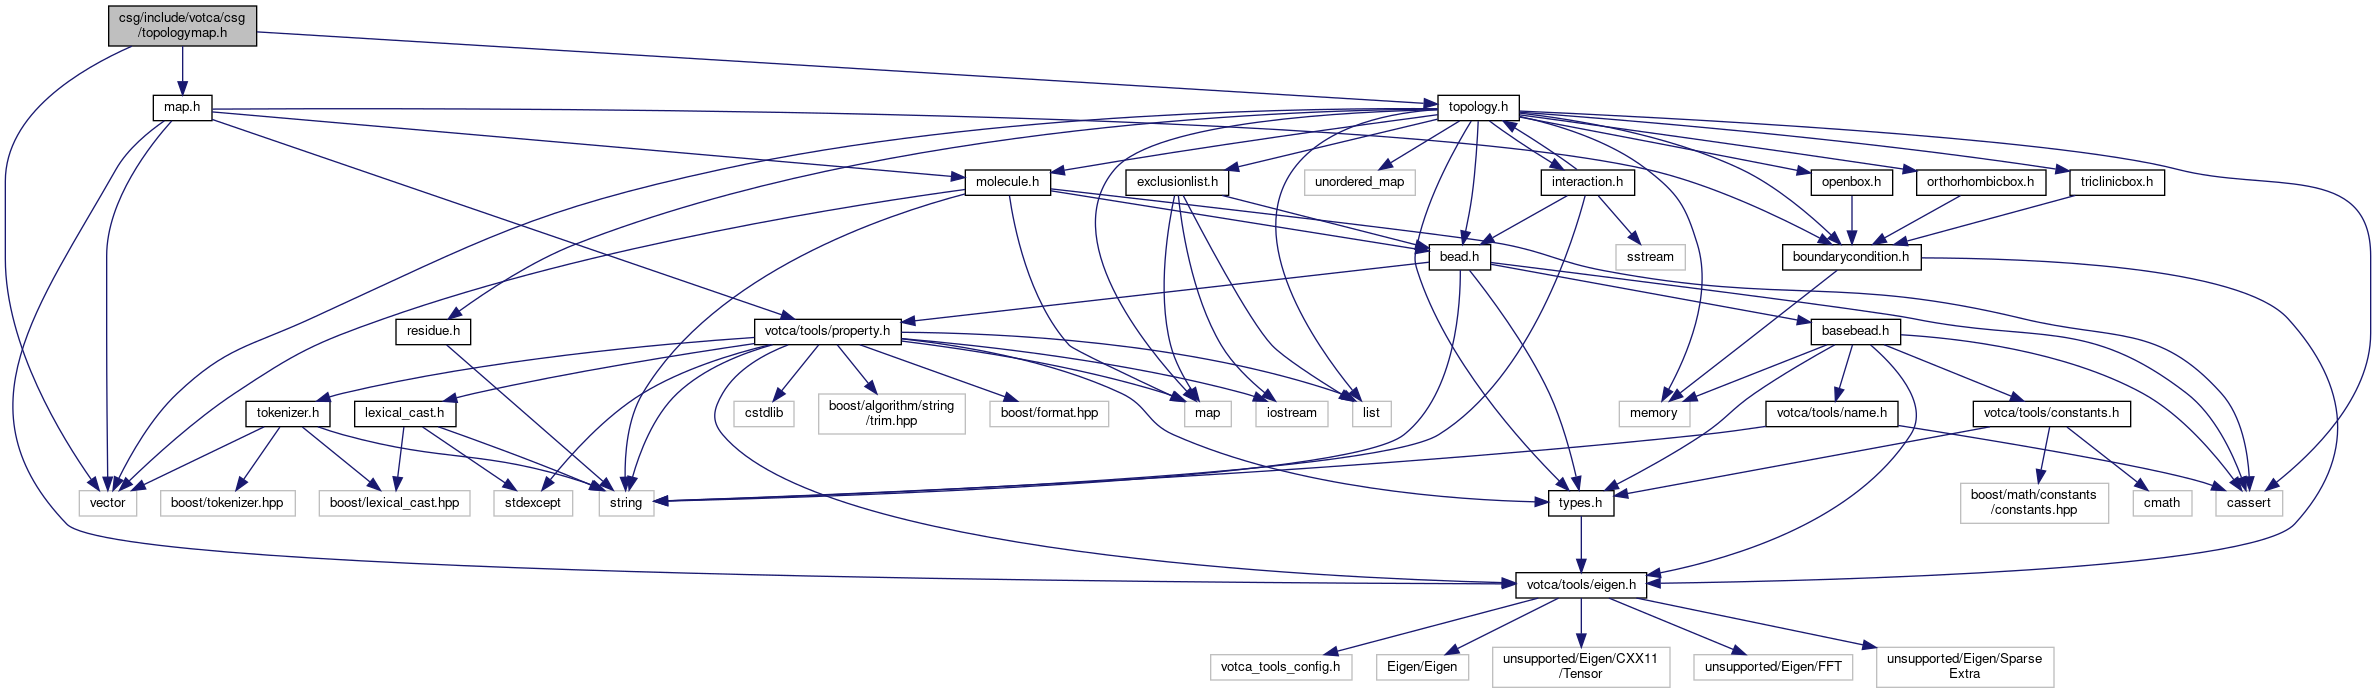 csg/include/votca/csg
/topologymap.h
map.h
topology.h
molecule.h
exclusionlist.h
unordered_map
interaction.h
openbox.h
orthorhombicbox.h
triclinicbox.h
bead.h
sstream
boundarycondition.h
residue.h
votca/tools/property.h
basebead.h
tokenizer.h
lexical_cast.h
cstdlib
boost/algorithm/string
/trim.hpp
boost/format.hpp
map
iostream
list
memory
votca/tools/name.h
votca/tools/constants.h
vector
boost/tokenizer.hpp
boost/lexical_cast.hpp
stdexcept
string
types.h
boost/math/constants
/constants.hpp
cmath
cassert
votca/tools/eigen.h
votca_tools_config.h
Eigen/Eigen
unsupported/Eigen/CXX11
/Tensor
unsupported/Eigen/FFT
unsupported/Eigen/Sparse
Extra